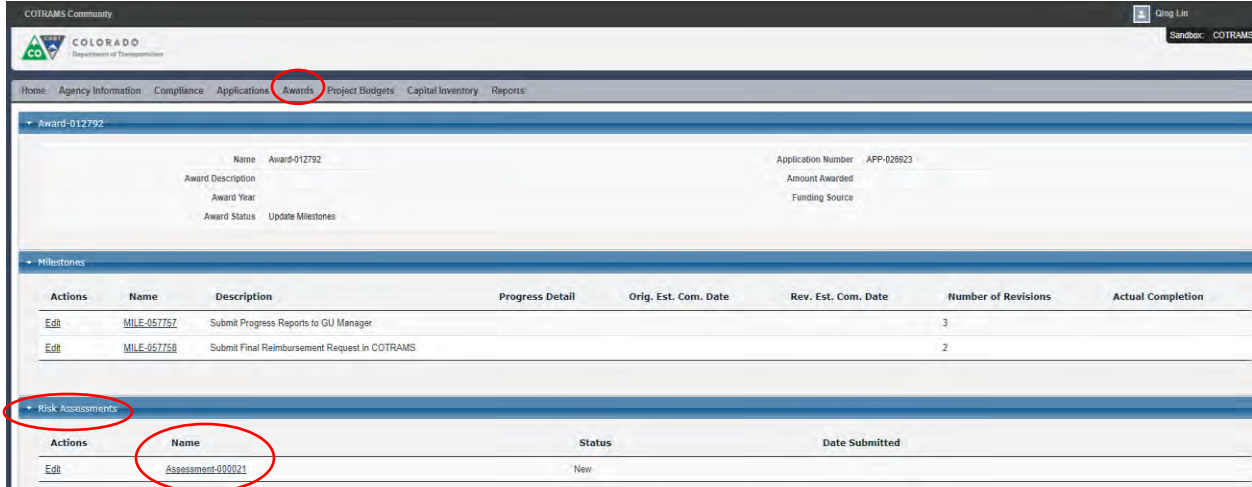 COTRAMS Community
Qing Lin
Sandbox: COTRAMS
COLORADO
Department of Transportation
Home Agency Information Compliance Applications Awards Project Budgets Capital Inventory Reports
Award-012792
Name Award-012792 Application Number APP-026923
Award Description Amount Awarded
Award Year Funding Source
Award Status Update Milestones
Milestones
Actions Name Description Progress Detail Orig. Est. Com. Date Rev. Est. Com. Date Number of Revisions Actual Completion
Edit MILE-057757 Submit Progress Reports to GU Manager 3
Edit MILE-057758 Submit Final Reimbursement Request in COTRAMS 2
Risk Assessments
Actions Name Status Date Submitted
Edit Assessment-000021 New